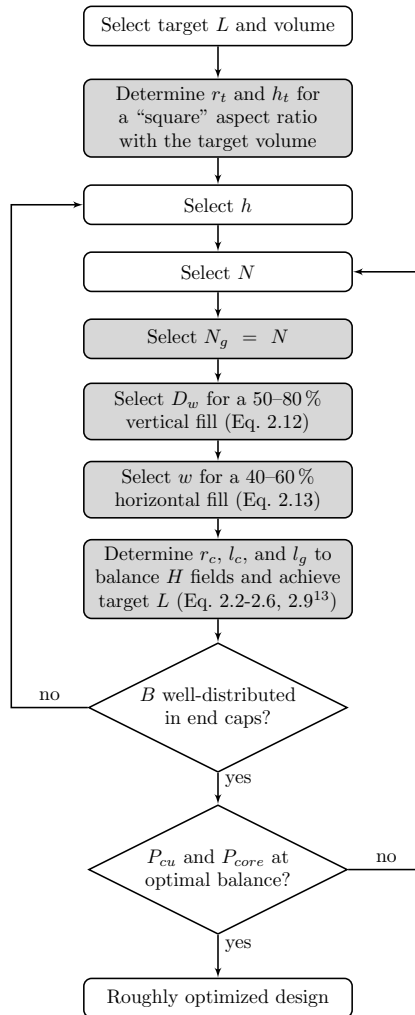 Select target L and volume
Determine r_t and h_t for
a “square” aspect ratio
with the target volume
Select h
Select N
Select N_g = N
Select D_w for a 50–80 %
vertical fill (Eq. 2.12)
Select w for a 40–60 %
horizontal fill (Eq. 2.13)
Determine r_c, l_c, and l_g to
balance H fields and achieve
target L (Eq. 2.2-2.6, 2.9^13)
B well-distributed
in end caps?
no
yes
P_cu and P_core at
optimal balance?
no
yes
Roughly optimized design